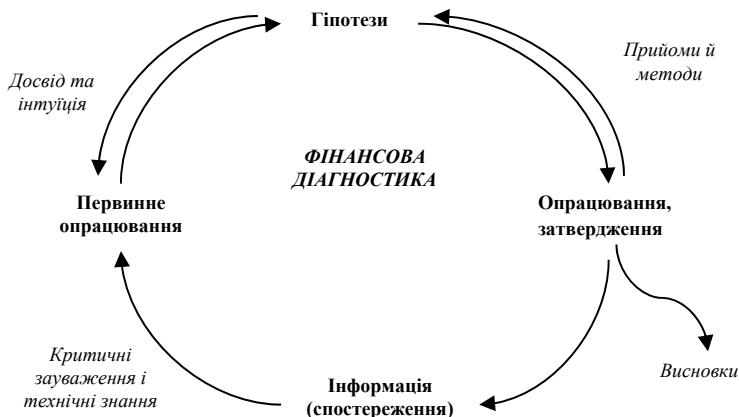 Гіпотези
Прийоми й
методи
Досвід та
інтуїція
ФІНАНСОВА
ДІАГНОСТИКА
Первинне
опрацювання
Опрацювання,
затвердження
Критичні
зауваження і
технічні знання
Висновки
Інформація
(спостереження)